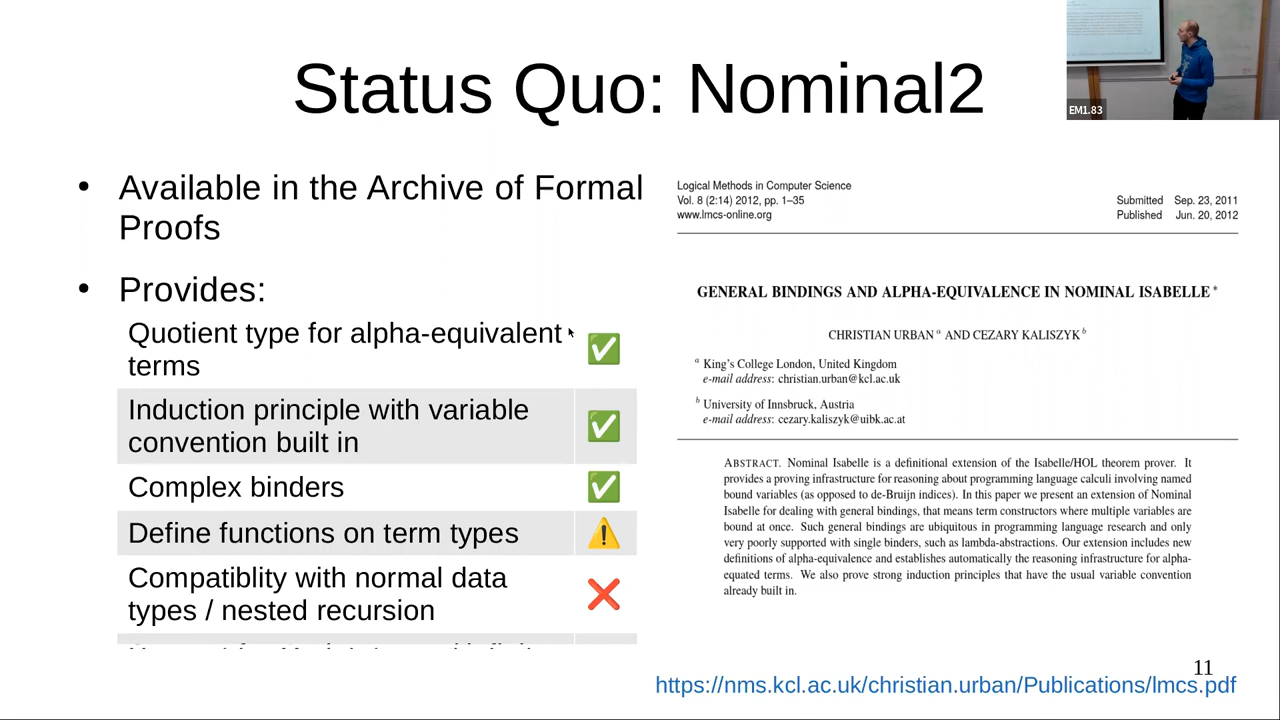 Status Quo: Nominal2
EM1.83
• Available in the Archive of Formal
Proofs
• Provides:
Quotient type for alpha-equivalent
terms
✅
Induction principle with variable
convention built in
✅
Complex binders
✅
Define functions on term types
⚠️
Compatiblity with normal data
types / nested recursion
❌
Logical Methods in Computer Science
Vol. 8 (2:14) 2012, pp. 1–35
www.lmcs-online.org
Submitted Sep. 23, 2011
Published Jun. 20, 2012
GENERAL BINDINGS AND ALPHA-EQUIVALENCE IN NOMINAL ISABELLE *
CHRISTIAN URBAN a AND CEZARY KALISZYK b
a King's College London, United Kingdom
e-mail address: christian.urban@kcl.ac.uk
b University of Innsbruck, Austria
e-mail address: cezary.kaliszyk@uibk.ac.at
ABSTRACT. Nominal Isabelle is a definitional extension of the Isabelle/HOL theorem prover. It
provides a proving infrastructure for reasoning about programming language calculi involving named
bound variables (as opposed to de-Bruijn indices). In this paper we present an extension of Nominal
Isabelle for dealing with general bindings, that means term constructors where multiple variables are
bound at once. Such general bindings are ubiquitous in programming language research and only
very poorly supported with single binders, such as lambda-abstractions. Our extension includes new
definitions of alpha-equivalence and establishes automatically the reasoning infrastructure for alpha-
equated terms. We also prove strong induction principles that have the usual variable convention
already built in.
11
https://nms.kcl.ac.uk/christian.urban/Publications/lmcs.pdf